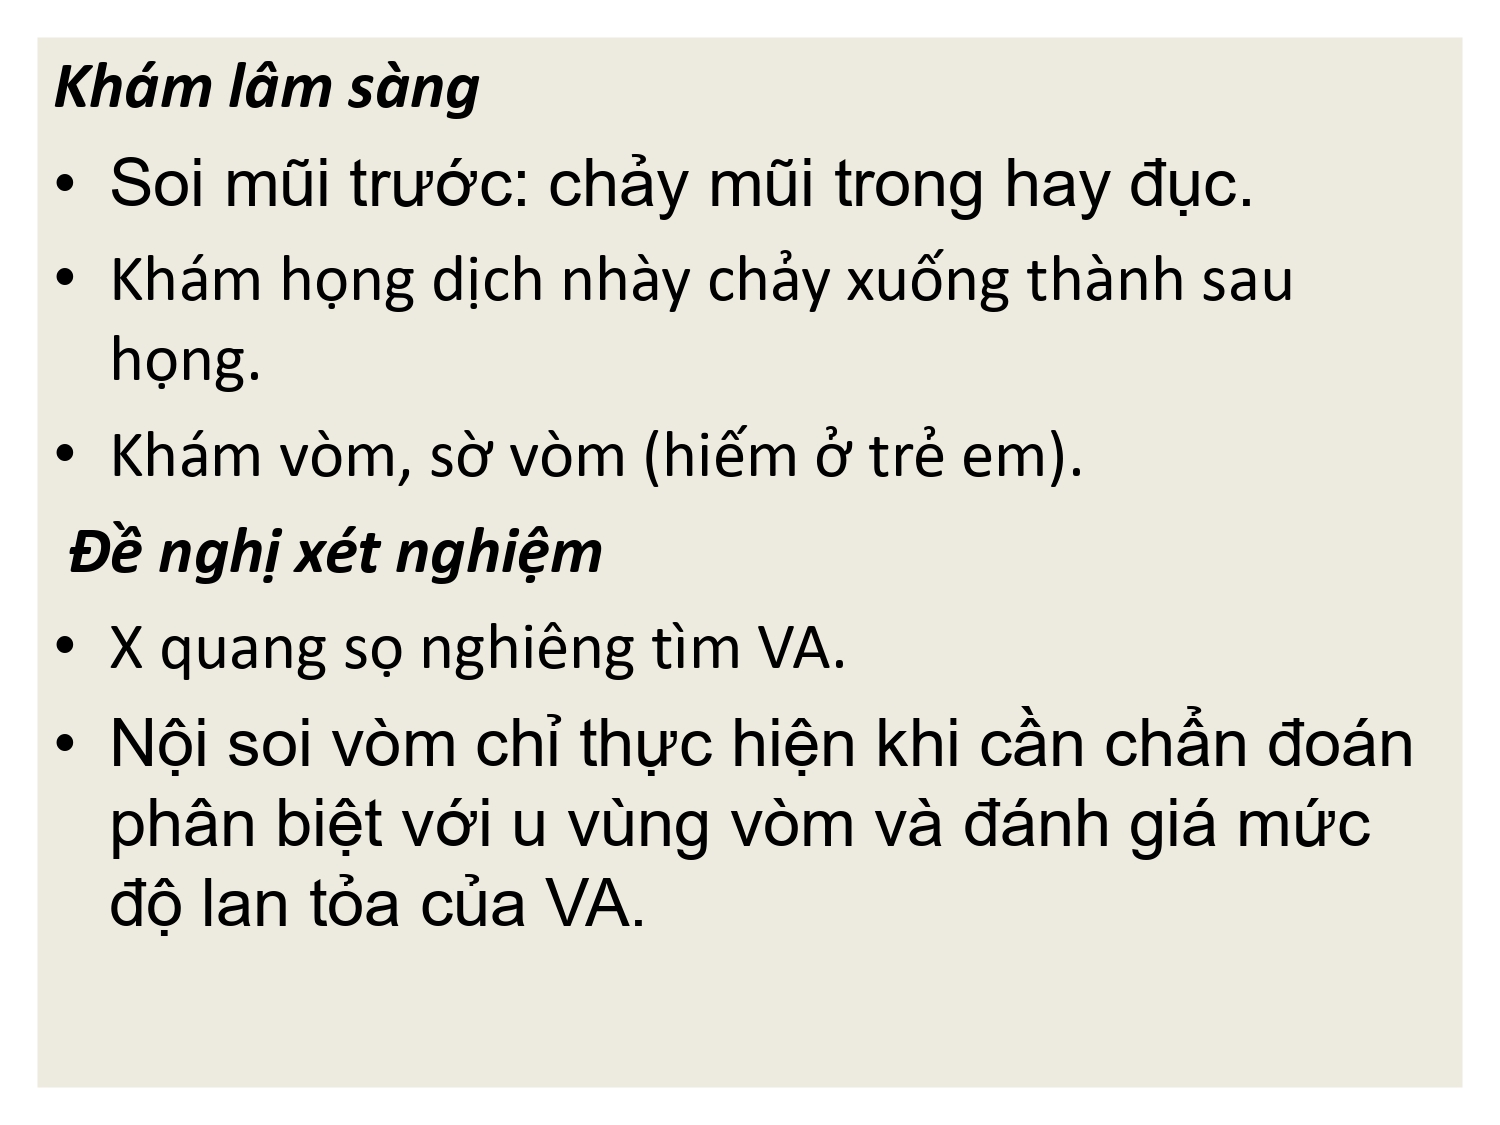 Khám lâm sàng
• Soi mũi trước: chảy mũi trong hay đục.
• Khám họng dịch nhày chảy xuống thành sau
họng.
• Khám vòm, sờ vòm (hiếm ở trẻ em).
Đề nghị xét nghiệm
• X quang sọ nghiêng tìm VA.
• Nội soi vòm chỉ thực hiện khi cần chẩn đoán
phân biệt với u vùng vòm và đánh giá mức
độ lan tỏa của VA.